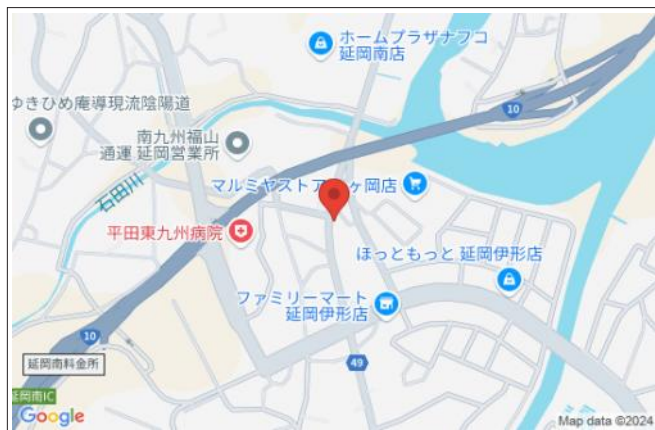 ホームプラザナフコ
延岡南店
10
ゆきひめ庵導現流陰陽道
南九州福山
通運 延岡営業所
石田川
マルミヤストア
ヶ岡店
平田東九州病院
ほっともっと 延岡伊形店
ファミリーマート
延岡伊形店
10
49
延岡南料金所
延岡南IC
Google
Map data ©2024